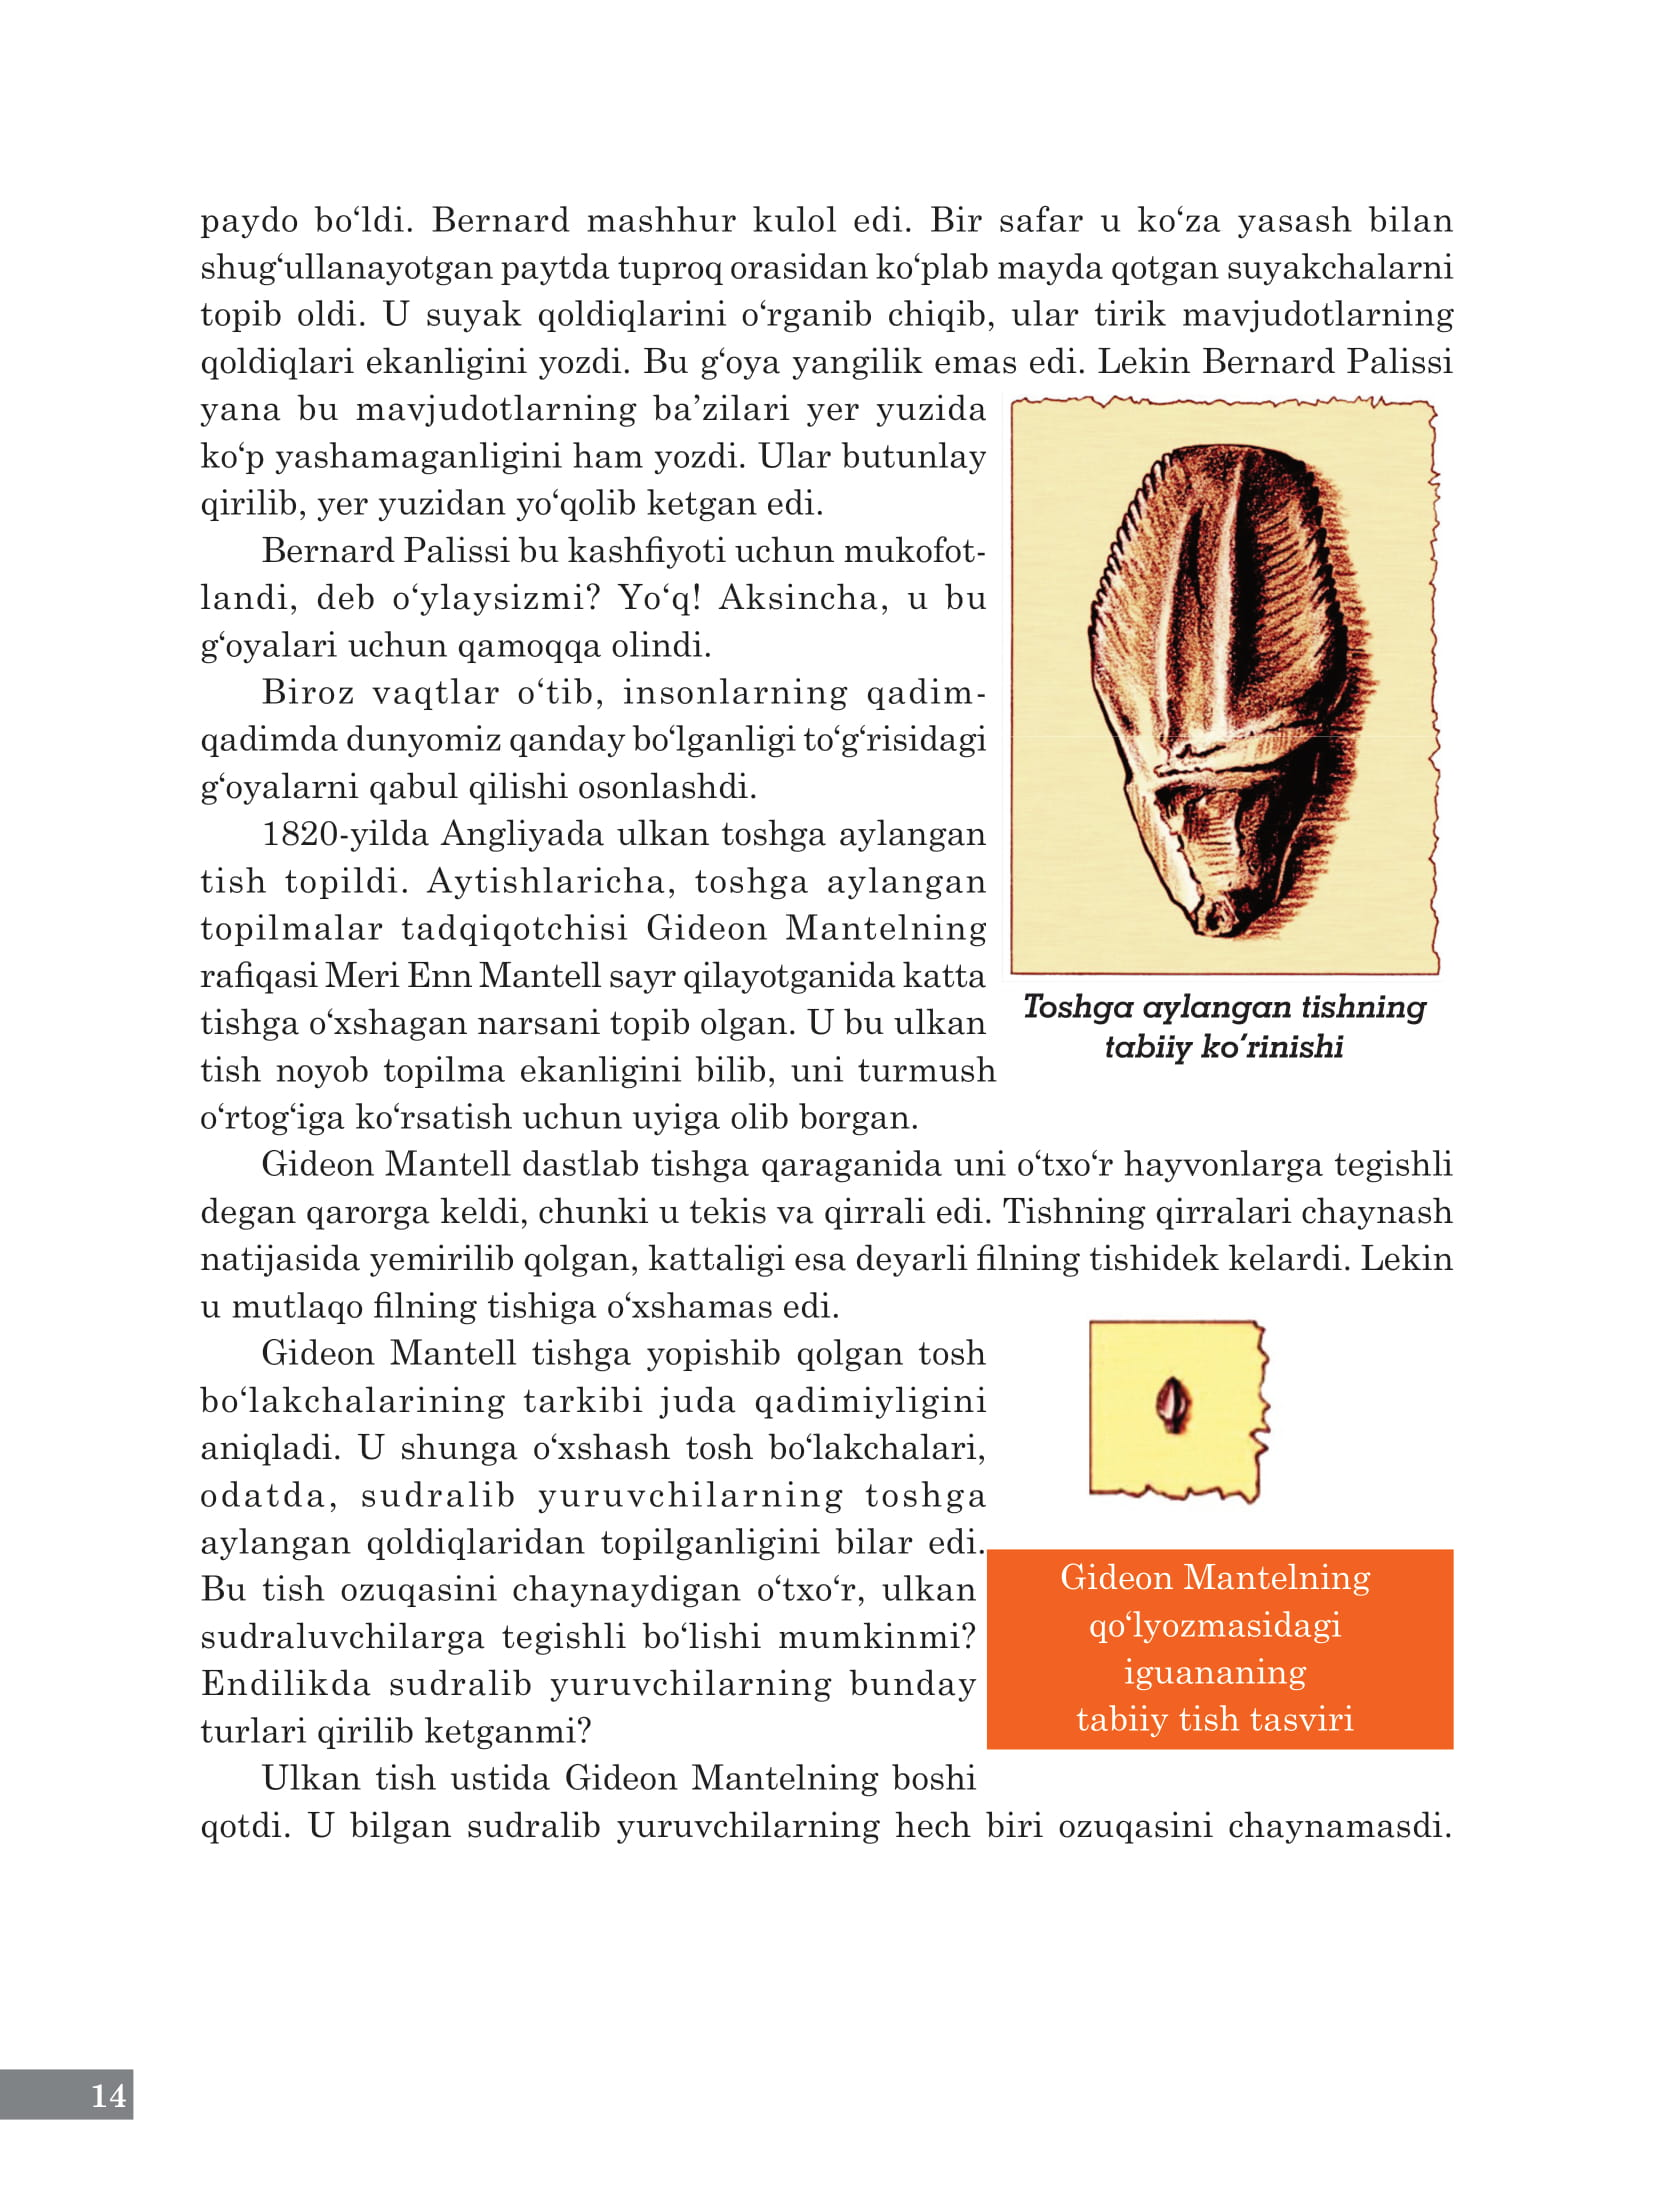 paydo bo‘ldi. Bernard mashhur kulol edi. Bir safar u ko‘za yasash bilan
shug‘ullanayotgan paytda tuproq orasidan ko‘plab mayda qotgan suyakchalarni
topib oldi. U suyak qoldiqlarini o‘rganib chiqib, ular tirik mavjudotlarning
qoldiqlari ekanligini yozdi. Bu g‘oya yangilik emas edi. Lekin Bernard Palissi
yana bu mavjudotlarning ba’zilari yer yuzida
ko‘p yashamaganligini ham yozdi. Ular butunlay
qirilib, yer yuzidan yo‘qolib ketgan edi.
Bernard Palissi bu kashfiyoti uchun mukofot-
landi, deb o‘ylaysizmi? Yo‘q! Aksincha, u bu
g‘oyalari uchun qamoqqa olindi.
Biroz vaqtlar o‘tib, insonlarning qadim-
qadimda dunyomiz qanday bo‘lganligi to‘g‘risidagi
g‘oyalarni qabul qilishi osonlashdi.
1820-yilda Angliyada ulkan toshga aylangan
tish topildi. Aytishlaricha, toshga aylangan
topilmalar tadqiqotchisi Gideon Mantelning
rafiqasi Meri Enn Mantell sayr qilayotganida katta
tishga o‘xshagan narsani topib olgan. U bu ulkan
tish noyob topilma ekanligini bilib, uni turmush
o‘rtog‘iga ko‘rsatish uchun uyiga olib borgan.
Toshga aylangan tishning
tabiiy ko‘rinishi
Gideon Mantell dastlab tishga qaraganida uni o‘txo‘r hayvonlarga tegishli
degan qarorga keldi, chunki u tekis va qirrali edi. Tishning qirralari chaynash
natijasida yemirilib qolgan, kattaligi esa deyarli filning tishidek kelardi. Lekin
u mutlaqo filning tishiga o‘xshamas edi.
Gideon Mantell tishga yopishib qolgan tosh
bo‘lakchalarining tarkibi juda qadimiyligini
aniqladi. U shunga o‘xshash tosh bo‘lakchalari,
odatda, sudralib yuruvchilarning toshga
aylangan qoldiqlaridan topilganligini bilar edi.
Bu tish ozuqasini chaynaydigan o‘txo‘r, ulkan
sudraluvchilarga tegishli bo‘lishi mumkinmi?
Endilikda sudralib yuruvchilarning bunday
turlari qirilib ketganmi?
Gideon Mantelning
qo‘lyozmasidagi
iguananing
tabiiy tish tasviri
Ulkan tish ustida Gideon Mantelning boshi
qotdi. U bilgan sudralib yuruvchilarning hech biri ozuqasini chaynamasdi.
14